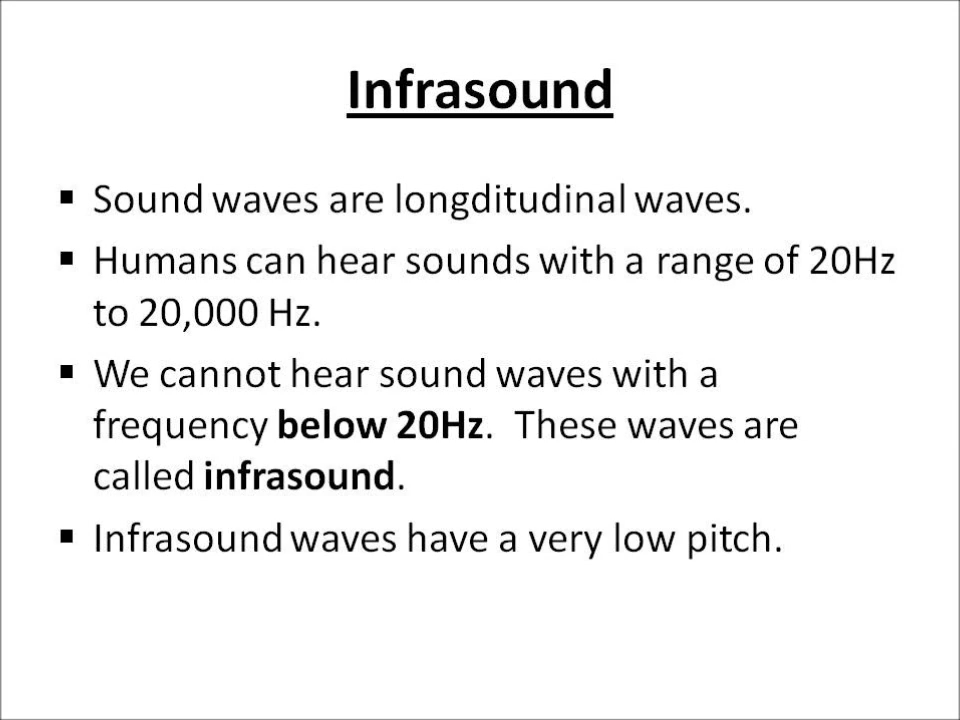 Infrasound
▪ Sound waves are longditudinal waves.
▪ Humans can hear sounds with a range of 20Hz
to 20,000 Hz.
▪ We cannot hear sound waves with a
frequency below 20Hz.  These waves are
called infrasound.
▪ Infrasound waves have a very low pitch.